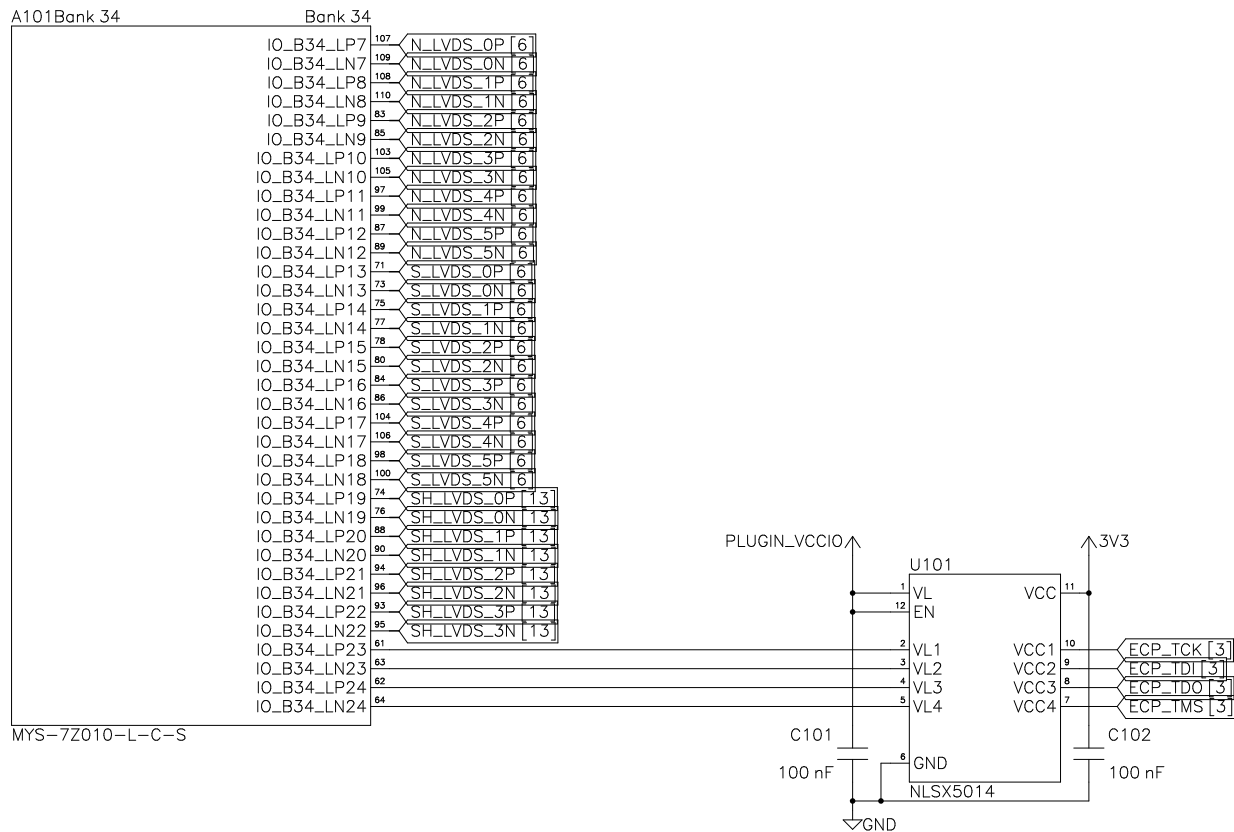 A101Bank 34 Bank 34
IO_B34_LP7 107 N_LVDS_0P [6]
IO_B34_LN7 109 N_LVDS_0N [6]
IO_B34_LP8 108 N_LVDS_1P [6]
IO_B34_LN8 110 N_LVDS_1N [6]
IO_B34_LP9 83 N_LVDS_2P [6]
IO_B34_LN9 85 N_LVDS_2N [6]
IO_B34_LP10 103 N_LVDS_3P [6]
IO_B34_LN10 105 N_LVDS_3N [6]
IO_B34_LP11 97 N_LVDS_4P [6]
IO_B34_LN11 99 N_LVDS_4N [6]
IO_B34_LP12 87 N_LVDS_5P [6]
IO_B34_LN12 89 N_LVDS_5N [6]
IO_B34_LP13 71 S_LVDS_0P [6]
IO_B34_LN13 73 S_LVDS_0N [6]
IO_B34_LP14 75 S_LVDS_1P [6]
IO_B34_LN14 77 S_LVDS_1N [6]
IO_B34_LP15 78 S_LVDS_2P [6]
IO_B34_LN15 80 S_LVDS_2N [6]
IO_B34_LP16 84 S_LVDS_3P [6]
IO_B34_LN16 86 S_LVDS_3N [6]
IO_B34_LP17 104 S_LVDS_4P [6]
IO_B34_LN17 106 S_LVDS_4N [6]
IO_B34_LP18 98 S_LVDS_5P [6]
IO_B34_LN18 100 S_LVDS_5N [6]
IO_B34_LP19 74 SH_LVDS_0P [13]
IO_B34_LN19 76 SH_LVDS_0N [13]
IO_B34_LP20 88 SH_LVDS_1P [13]
IO_B34_LN20 90 SH_LVDS_1N [13]
IO_B34_LP21 94 SH_LVDS_2P [13]
IO_B34_LN21 96 SH_LVDS_2N [13]
IO_B34_LP22 93 SH_LVDS_3P [13]
IO_B34_LN22 95 SH_LVDS_3N [13]
IO_B34_LP23 61
IO_B34_LN23 63
IO_B34_LP24 62
IO_B34_LN24 64
MYS-7Z010-L-C-S
PLUGIN_VCCIO 3V3
U101
1 VL VCC 11
12 EN
2 VL1 VCC1 10 ECP_TCK [3]
3 VL2 VCC2 9 ECP_TDI [3]
4 VL3 VCC3 8 ECP_TDO [3]
5 VL4 VCC4 7 ECP_TMS [3]
C101 C102
6 GND
100 nF 100 nF
NLSX5014
GND